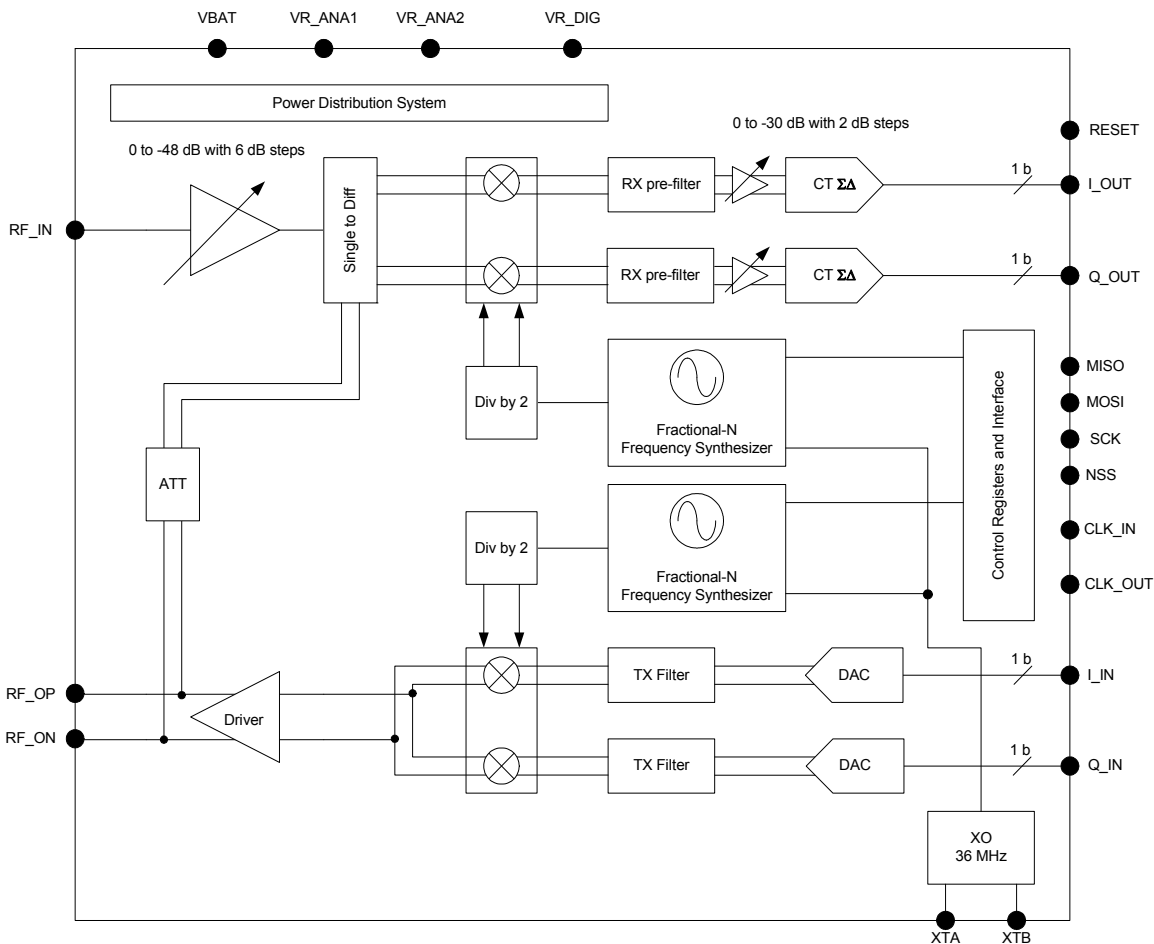 VBAT
VR_ANA1
VR_ANA2
VR_DIG
Power Distribution System
0 to -48 dB with 6 dB steps
0 to -30 dB with 2 dB steps
RESET
RF_IN
Single to Diff
RX pre-filter
CT ΣΔ
1 b
I_OUT
RX pre-filter
CT ΣΔ
1 b
Q_OUT
Div by 2
Fractional-N
Frequency Synthesizer
Control Registers and Interface
MISO
MOSI
SCK
NSS
CLK_IN
CLK_OUT
ATT
Div by 2
Fractional-N
Frequency Synthesizer
RF_OP
RF_ON
Driver
TX Filter
DAC
1 b
I_IN
TX Filter
DAC
1 b
Q_IN
XO
36 MHz
XTA
XTB